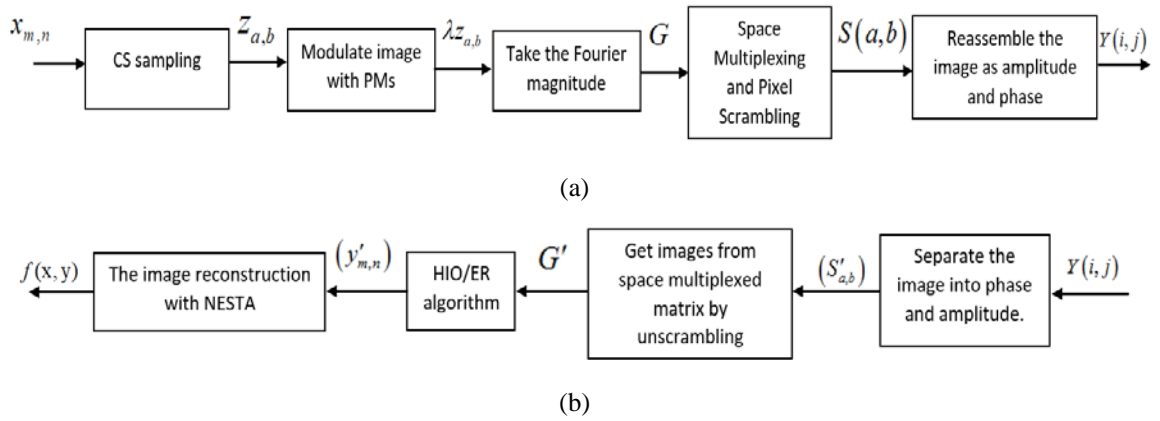 x_{m,n}
CS sampling
z_{a,b}
Modulate image
with PMs
λz_{a,b}
Take the Fourier
magnitude
G
Space
Multiplexing
and Pixel
Scrambling
S(a,b)
Reassemble the
image as amplitude
and phase
Y(i,j)
(a)
f(x,y)
The image reconstruction
with NESTA
(y'_{m,n})
HIO/ER
algorithm
G'
Get images from
space multiplexed
matrix by
unscrambling
(S'_{a,b})
Separate the
image into phase
and amplitude.
Y(i,j)
(b)